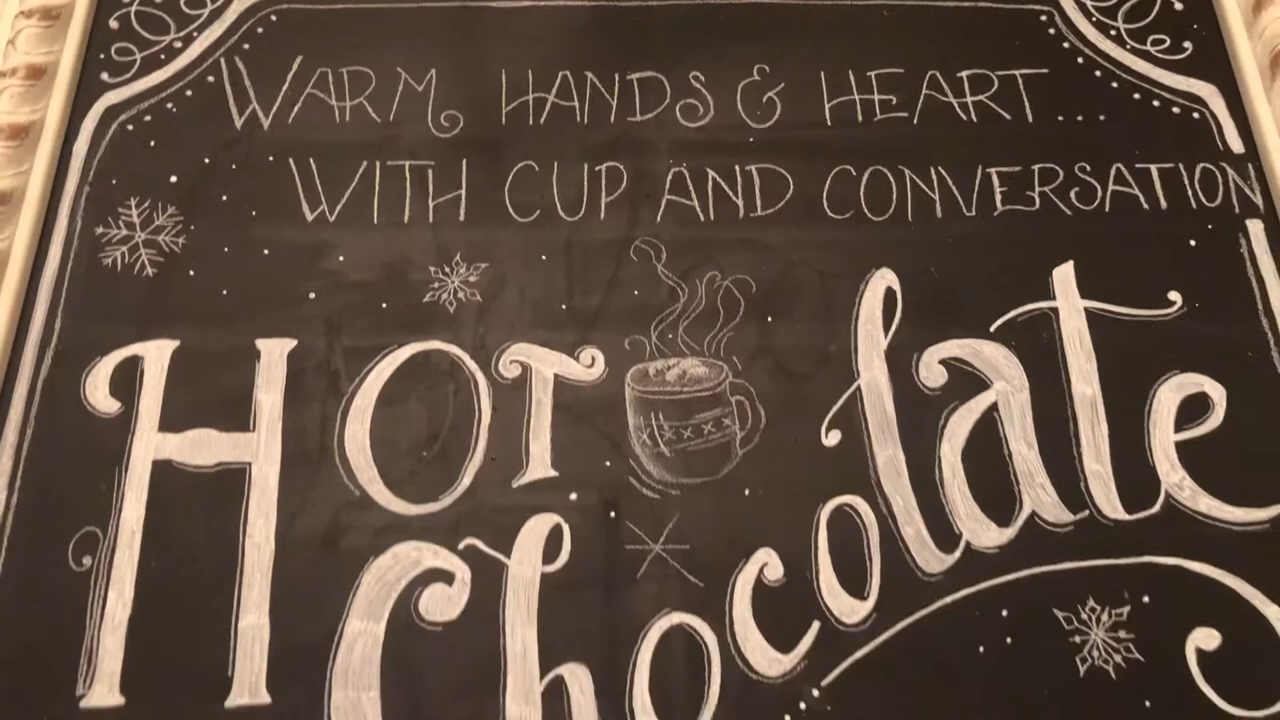 WARM HANDS & HEART...
WITH CUP AND CONVERSATION
HOT
Chocolate